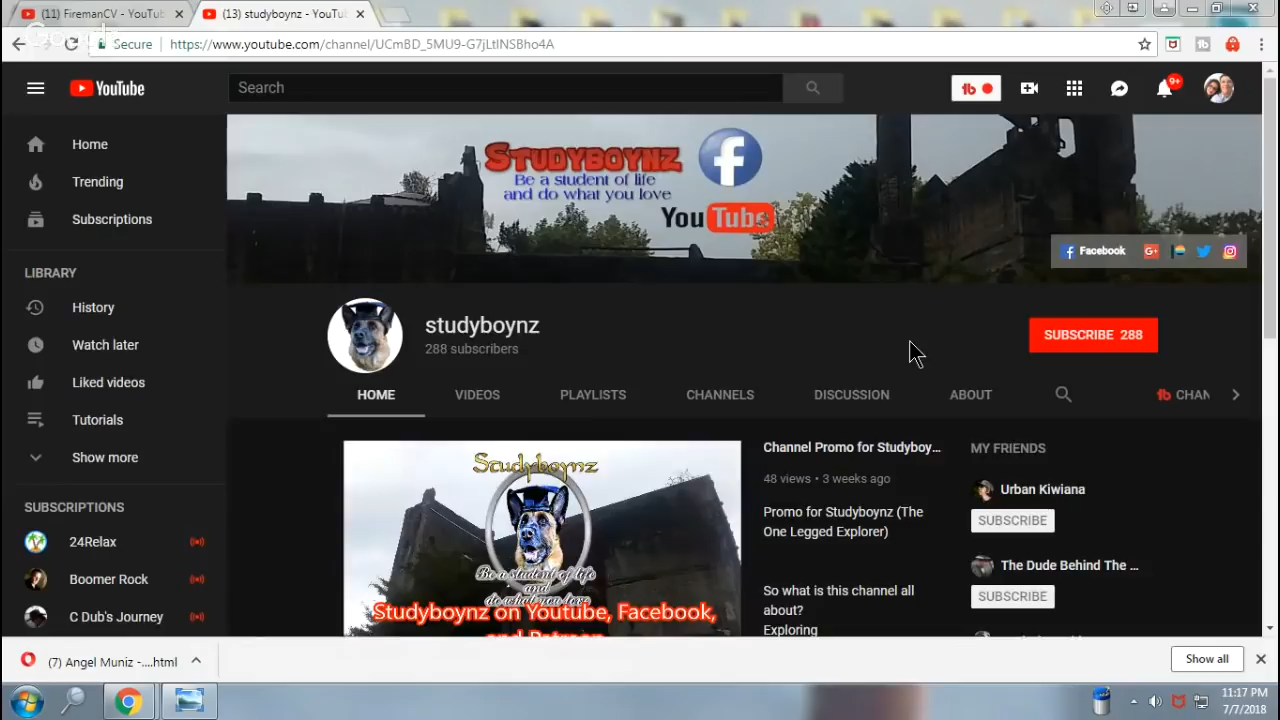 (11) FiremanCV - YouTub
(13) studyboynz - YouTu
Secure
https://www.youtube.com/channel/UCmBD_5MU9-G7jLtlNSBho4A
YouTube
Search
9+
Home
Trending
Subscriptions
LIBRARY
History
Watch later
Liked videos
Tutorials
Show more
SUBSCRIPTIONS
24Relax
Boomer Rock
C Dub's Journey
STUDYBOYNZ
Be a student of life
and do what you love
YouTube
Facebook
G+
studyboynz
288 subscribers
SUBSCRIBE 288
HOME
VIDEOS
PLAYLISTS
CHANNELS
DISCUSSION
ABOUT
tb CHAN
Studyboynz
Be a student of life
and
do what you love
Studyboynz on Youtube, Facebook,
and Patreon
Channel Promo for Studyboy...
48 views • 3 weeks ago
Promo for Studyboynz (The
One Legged Explorer)
So what is this channel all
about?
Exploring
MY FRIENDS
Urban Kiwiana
SUBSCRIBE
The Dude Behind The ...
SUBSCRIBE
(7) Angel Muniz -....html
Show all
11:17 PM
7/7/2018